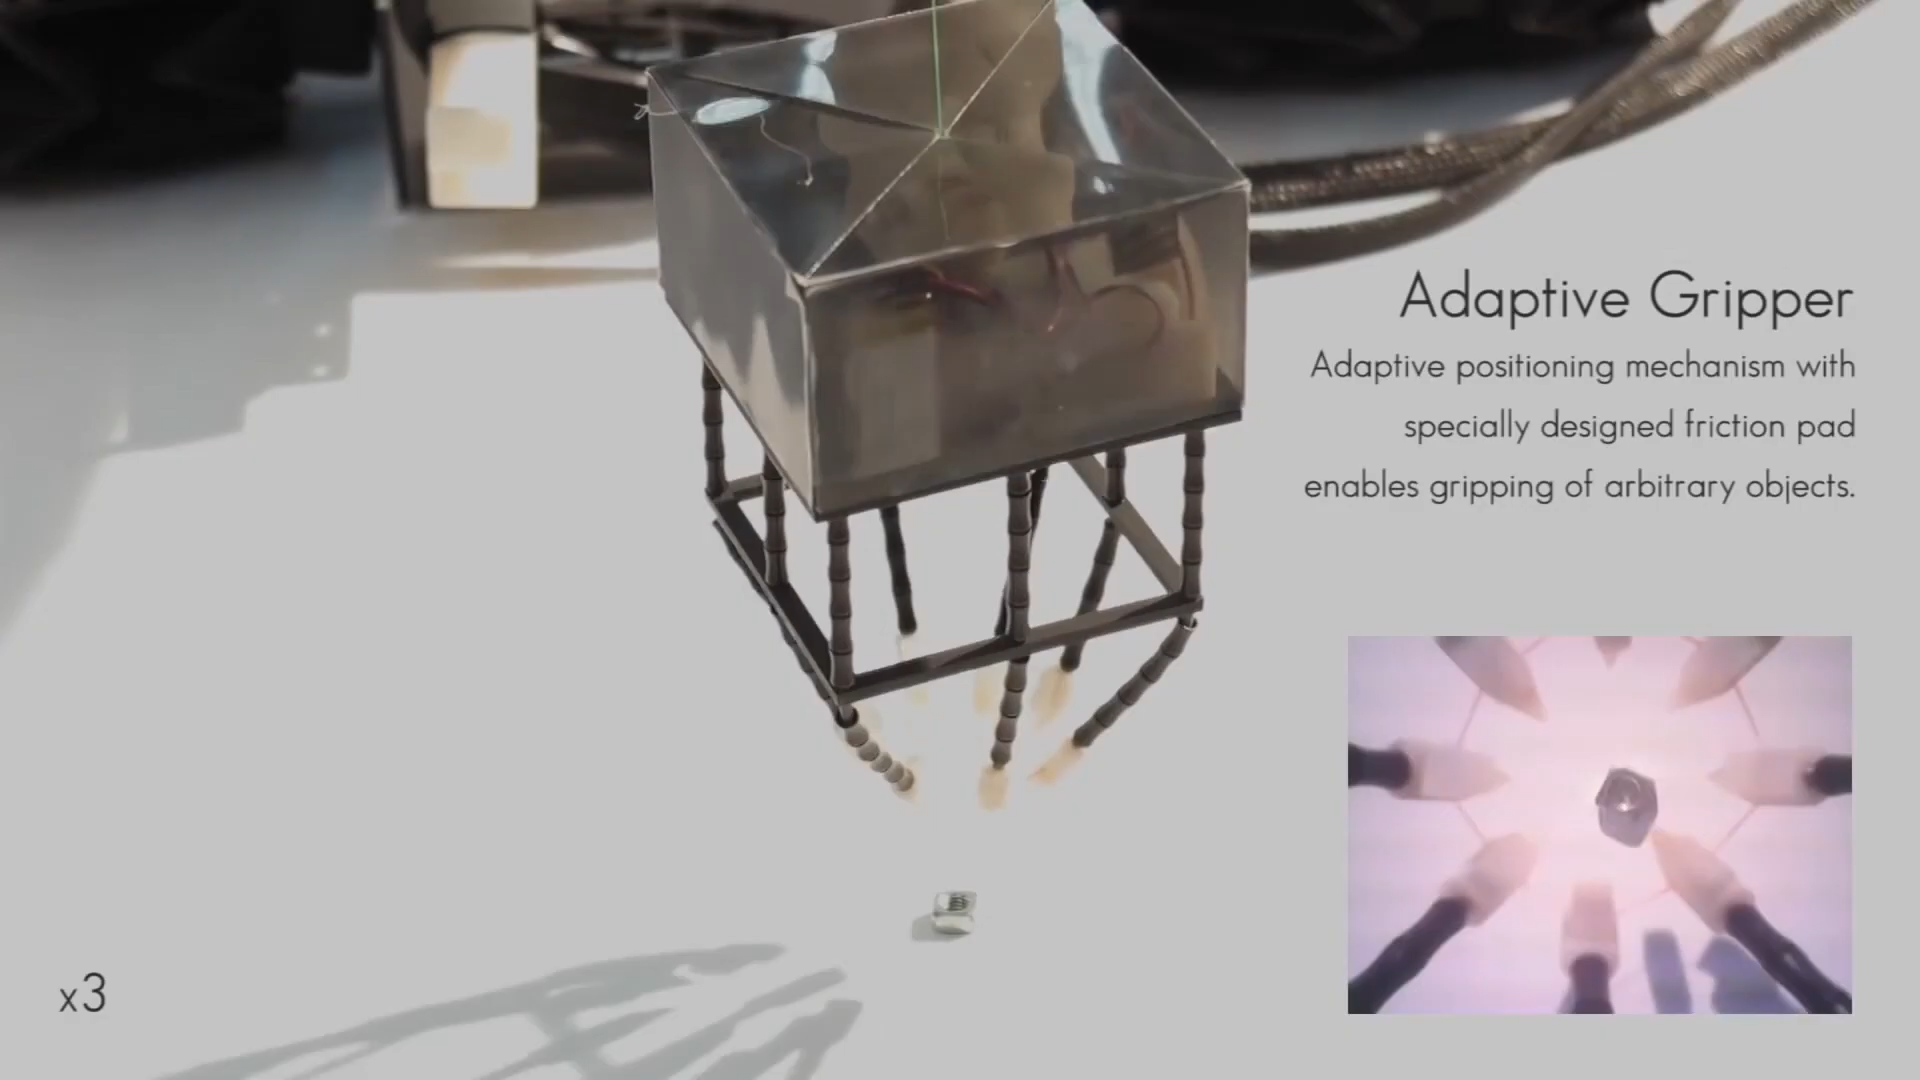 Adaptive Gripper
Adaptive positioning mechanism with
specially designed friction pad
enables gripping of arbitrary objects.
x3